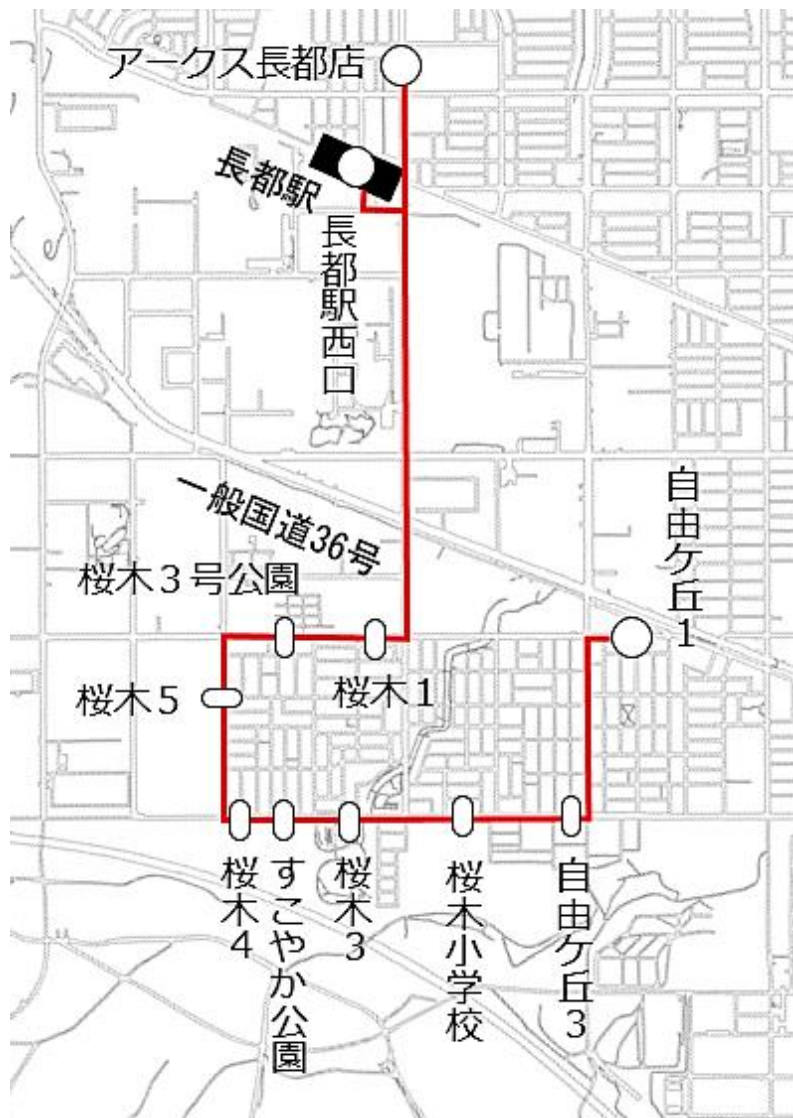 アークス長都店
長都駅
長都駅西口
一般国道36号
自由ケ丘1
桜木３号公園
桜木５
桜木１
桜木4
すこやか公園
桜木3
桜木小学校
自由ケ丘3